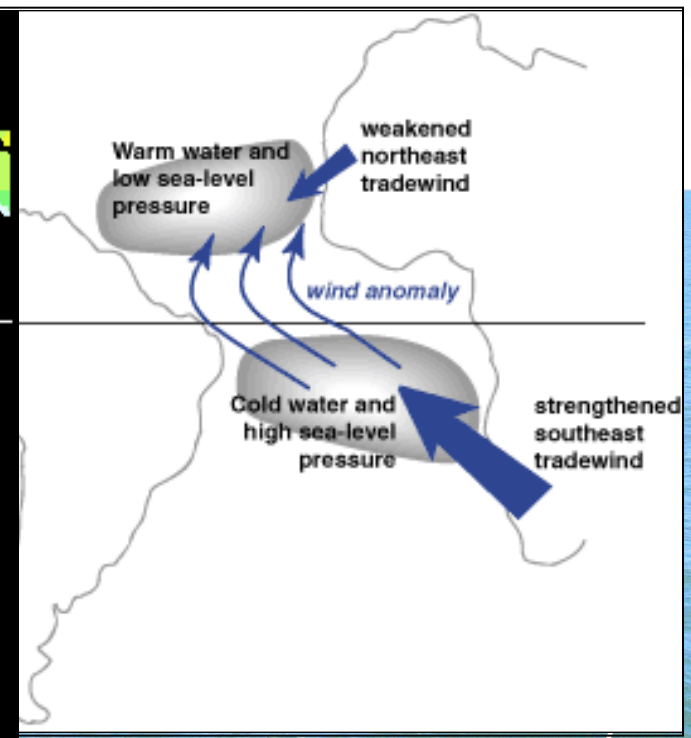 weakened
northeast
tradewind
Warm water and
low sea-level
pressure
wind anomaly
Cold water and
high sea-level
pressure
strengthened
southeast
tradewind